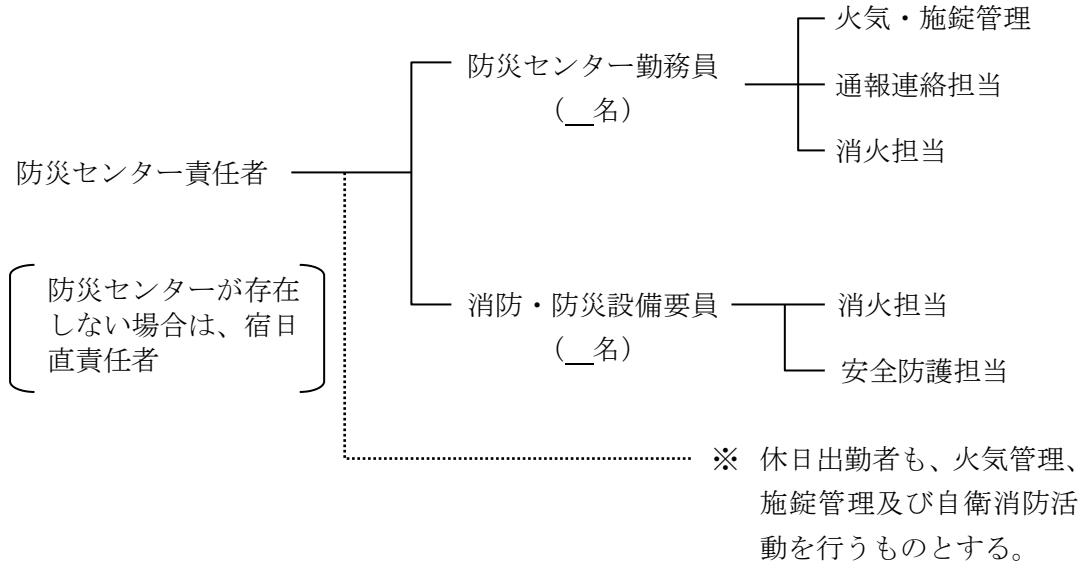 火気・施錠管理
防災センター勤務員
(__名)
通報連絡担当
消火担当
防災センター責任者
防災センターが存在
しない場合は、宿日
直責任者
消防・防災設備要員
(__名)
消火担当
安全防護担当
※ 休日出勤者も、火気管理、
施錠管理及び自衛消防活
動を行うものとする。